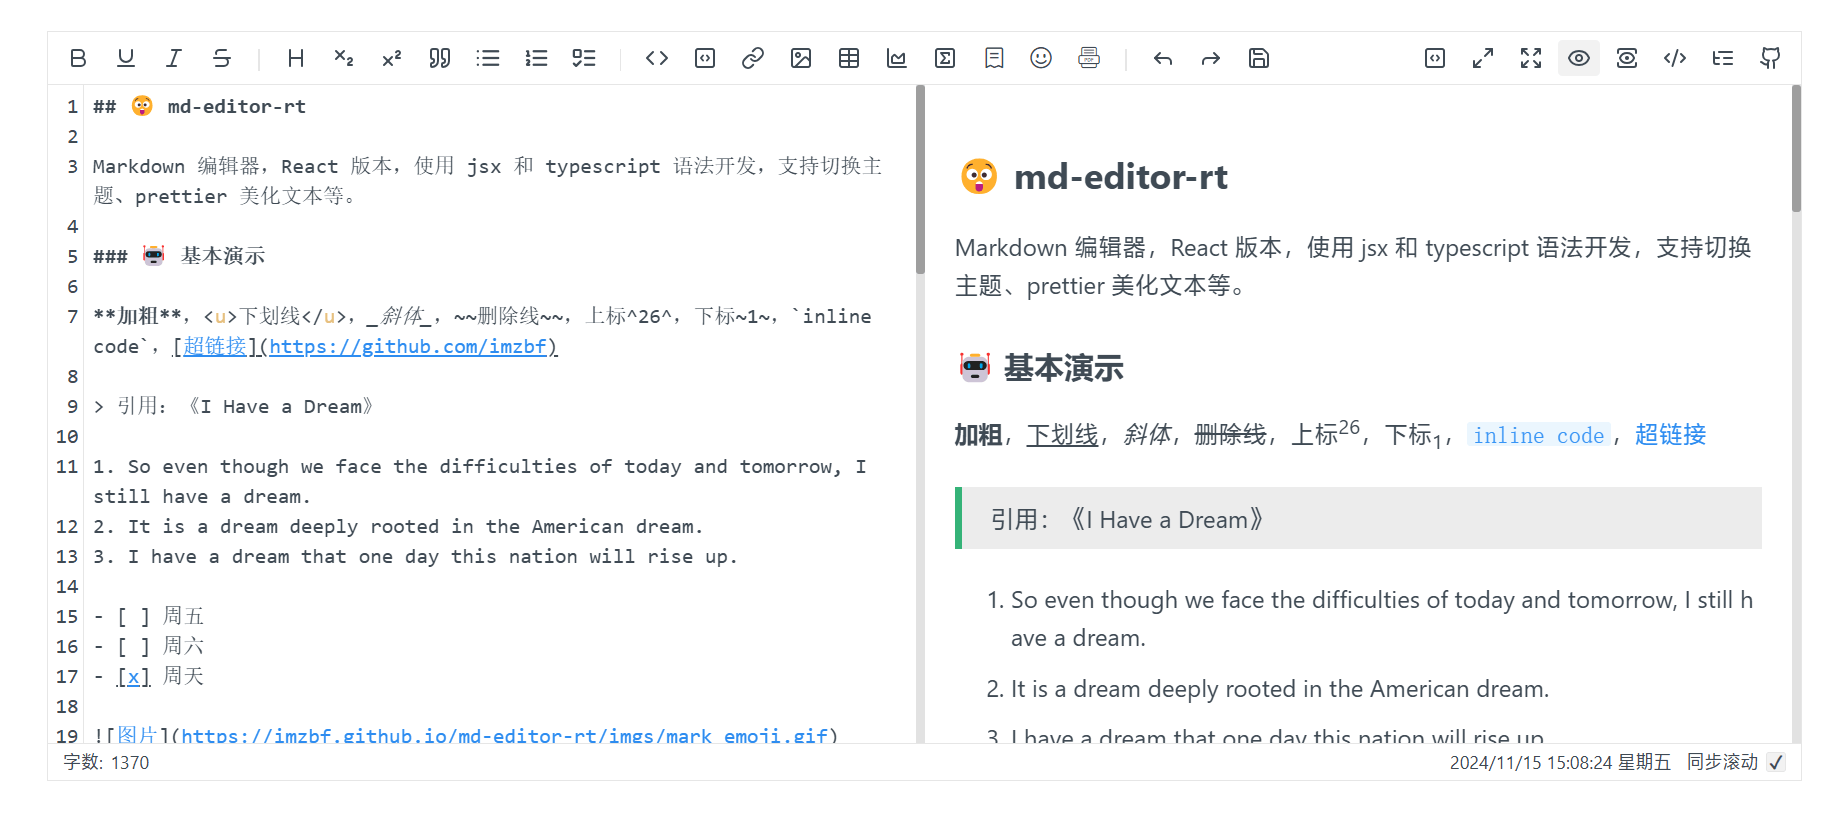 1 ## 😲 md-editor-rt
2
3 Markdown 编辑器，React 版本，使用 jsx 和 typescript 语法开发，支持切换主
题、prettier 美化文本等。
4
5 ### 🤖 基本演示
6
7 **加粗**，<u>下划线</u>，_斜体_，~~删除线~~，上标^26^，下标~1~，`inline
code`，[超链接](https://github.com/imzbf)
8
9 > 引用：《I Have a Dream》
10
11 1. So even though we face the difficulties of today and tomorrow, I
still have a dream.
12 2. It is a dream deeply rooted in the American dream.
13 3. I have a dream that one day this nation will rise up.
14
15 - [ ] 周五
16 - [ ] 周六
17 - [x] 周天
18
19 ![图片](https://imzbf.github.io/md-editor-rt/imgs/mark_emoji.gif)
😲 md-editor-rt
Markdown 编辑器，React 版本，使用 jsx 和 typescript 语法开发，支持切换
主题、prettier 美化文本等。
🤖 基本演示
加粗，下划线，斜体，删除线，上标26，下标1，inline code，超链接
引用：《I Have a Dream》
1. So even though we face the difficulties of today and tomorrow, I still h
ave a dream.
2. It is a dream deeply rooted in the American dream.
3. I have a dream that one day this nation will rise up.
字数: 1370
2024/11/15 15:08:24 星期五 同步滚动